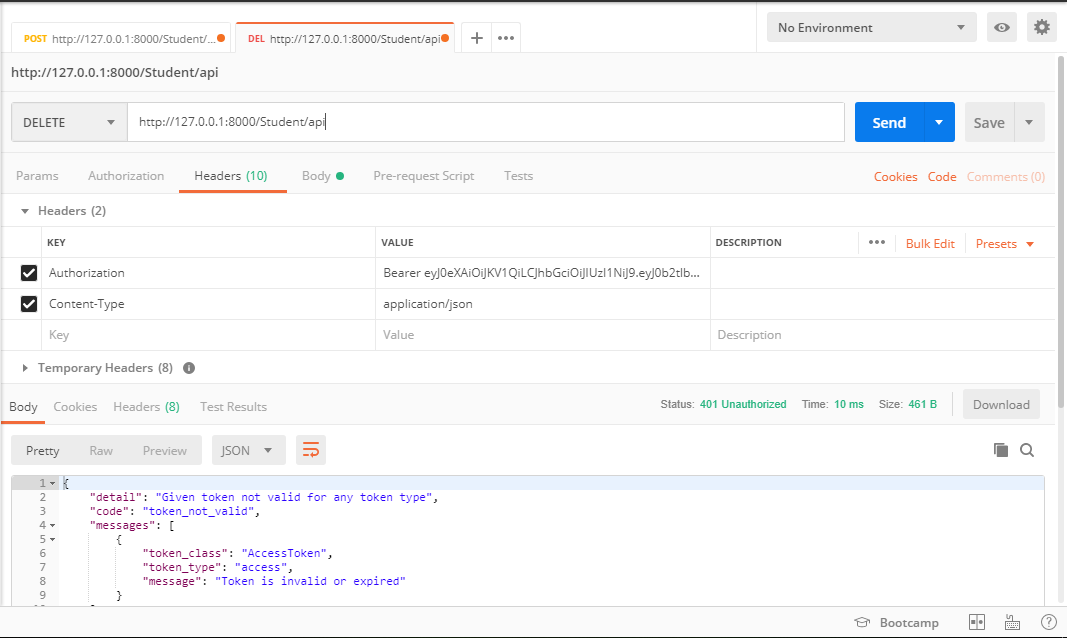 POST http://127.0.0.1:8000/Student/...
DEL http://127.0.0.1:8000/Student/api
No Environment
http://127.0.0.1:8000/Student/api
DELETE http://127.0.0.1:8000/Student/api Send Save
Params Authorization Headers (10) Body Pre-request Script Tests Cookies Code Comments (0)
Headers (2)
KEY VALUE DESCRIPTION Bulk Edit Presets
Authorization Bearer eyJ0eXAiOiJKV1QiLCJhbGciOiJIUzI1NiJ9.eyJ0b2tlb...
Content-Type application/json
Key Value Description
Temporary Headers (8)
Body Cookies Headers (8) Test Results Status: 401 Unauthorized Time: 10 ms Size: 461 B Download
Pretty Raw Preview JSON
1 {
2 "detail": "Given token not valid for any token type",
3 "code": "token_not_valid",
4 "messages": [
5 {
6 "token_class": "AccessToken",
7 "token_type": "access",
8 "message": "Token is invalid or expired"
9 }
Bootcamp